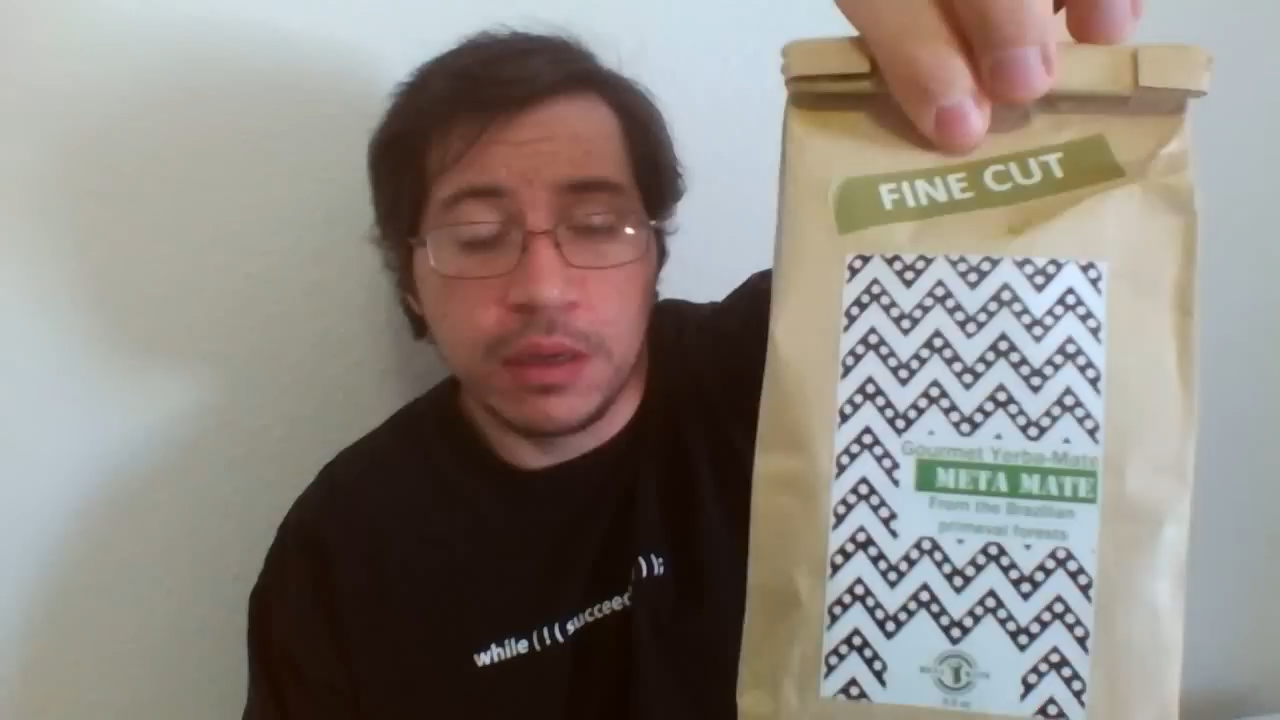 FINE CUT
Gourmet Yerba-Mate
META MATE
From the Brazilian
primeval forests
while ( ! ( succeed
) );